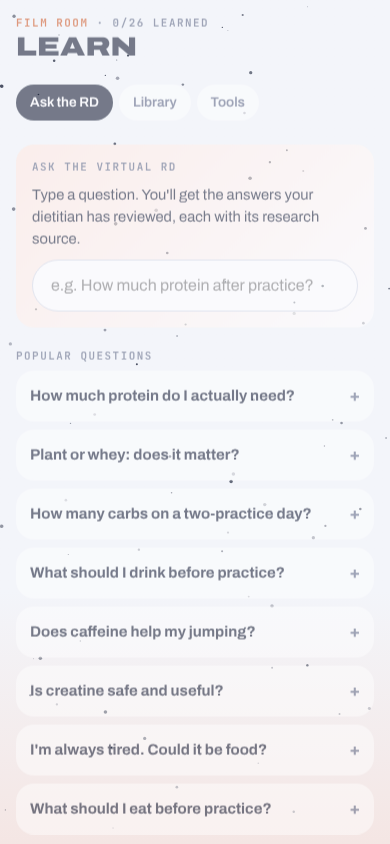 FILM ROOM · 0/26 LEARNED
LEARN
Ask the RD
Library
Tools
ASK THE VIRTUAL RD
Type a question. You'll get the answers your
dietitian has reviewed, each with its research
source.
e.g. How much protein after practice?
POPULAR QUESTIONS
How much protein do I actually need? +
Plant or whey: does it matter? +
How many carbs on a two-practice day? +
What should I drink before practice? +
Does caffeine help my jumping? +
Is creatine safe and useful? +
I'm always tired. Could it be food? +
What should I eat before practice? +